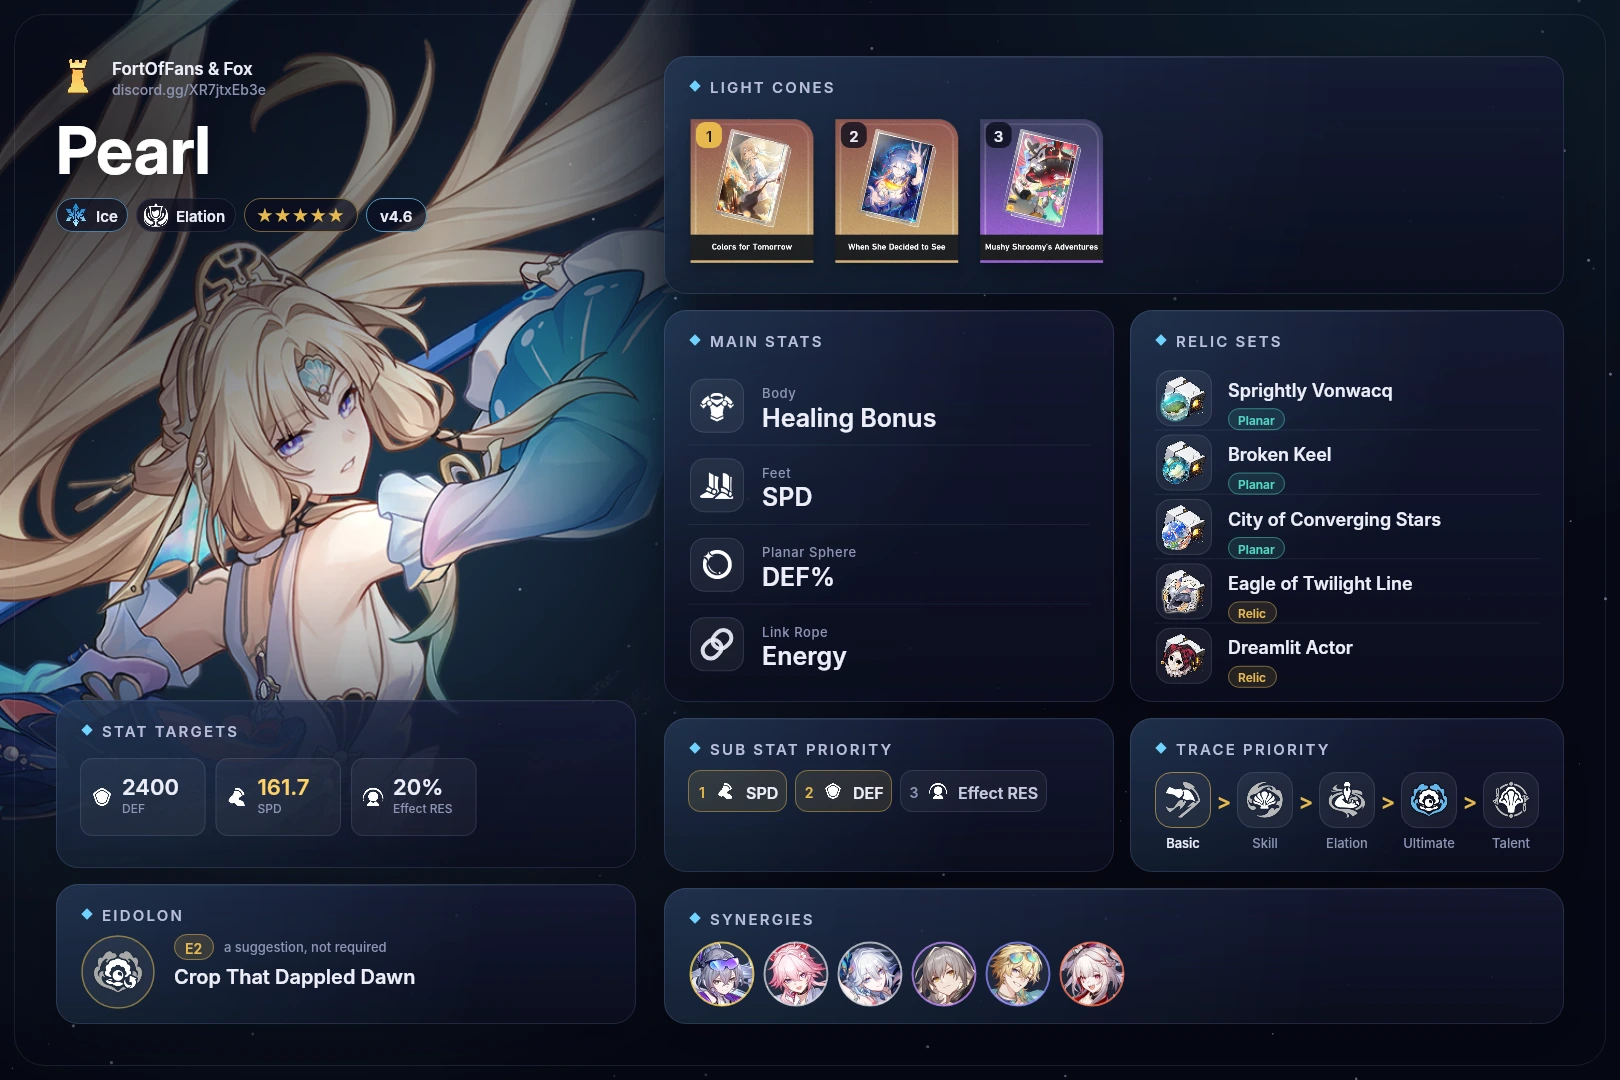 FortOfFans & Fox
discord.gg/XR7jtxEb3e
Pearl
Ice
Elation
★★★★★
v4.6
LIGHT CONES
1
2
3
Colors for Tomorrow
When She Decided to See
Mushy Shroomy's Adventures
MAIN STATS
Body
Healing Bonus
Feet
SPD
Planar Sphere
DEF%
Link Rope
Energy
RELIC SETS
Sprightly Vonwacq
Planar
Broken Keel
Planar
City of Converging Stars
Planar
Eagle of Twilight Line
Relic
Dreamlit Actor
Relic
STAT TARGETS
2400
DEF
161.7
SPD
20%
Effect RES
SUB STAT PRIORITY
1 SPD
2 DEF
3 Effect RES
TRACE PRIORITY
> > > >
Basic
Skill
Elation
Ultimate
Talent
EIDOLON
E2
a suggestion, not required
Crop That Dappled Dawn
SYNERGIES